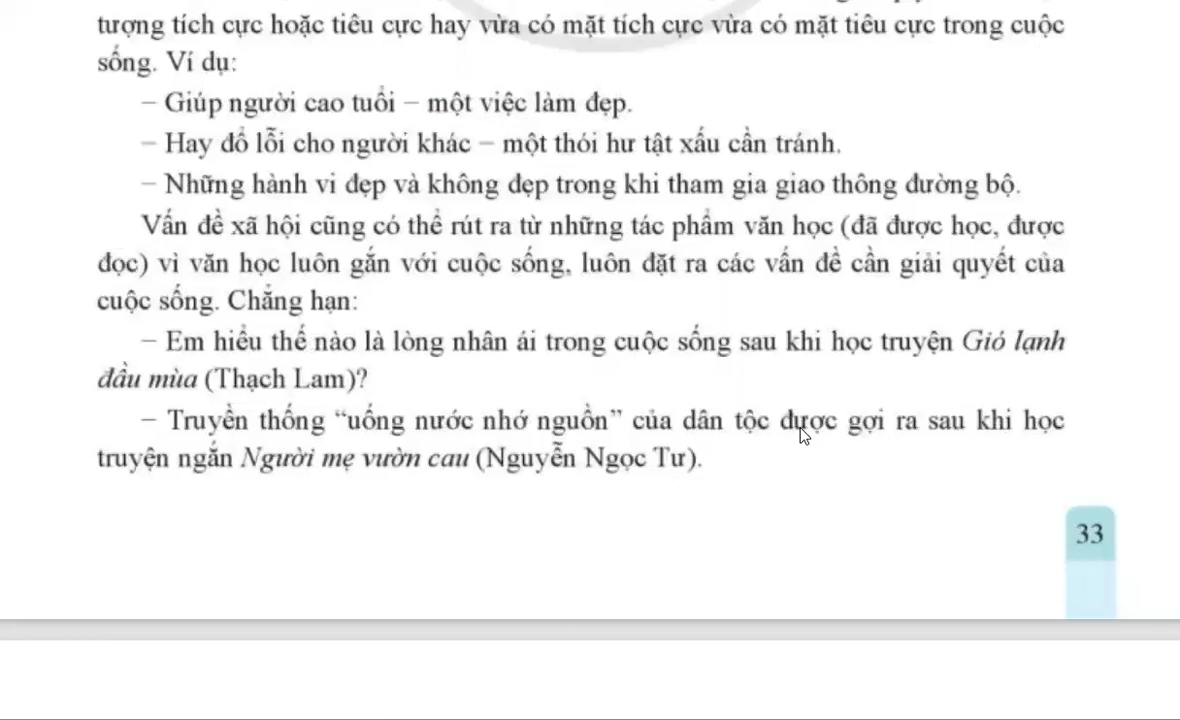 tượng tích cực hoặc tiêu cực hay vừa có mặt tích cực vừa có mặt tiêu cực trong cuộc
sống. Ví dụ:
− Giúp người cao tuổi − một việc làm đẹp.
− Hay đổ lỗi cho người khác − một thói hư tật xấu cần tránh.
− Những hành vi đẹp và không đẹp trong khi tham gia giao thông đường bộ.
Vấn đề xã hội cũng có thể rút ra từ những tác phẩm văn học (đã được học, được
đọc) vì văn học luôn gắn với cuộc sống, luôn đặt ra các vấn đề cần giải quyết của
cuộc sống. Chẳng hạn:
− Em hiểu thế nào là lòng nhân ái trong cuộc sống sau khi học truyện Gió lạnh
đầu mùa (Thạch Lam)?
− Truyền thống “uống nước nhớ nguồn” của dân tộc được gợi ra sau khi học
truyện ngắn Người mẹ vườn cau (Nguyễn Ngọc Tư).
33